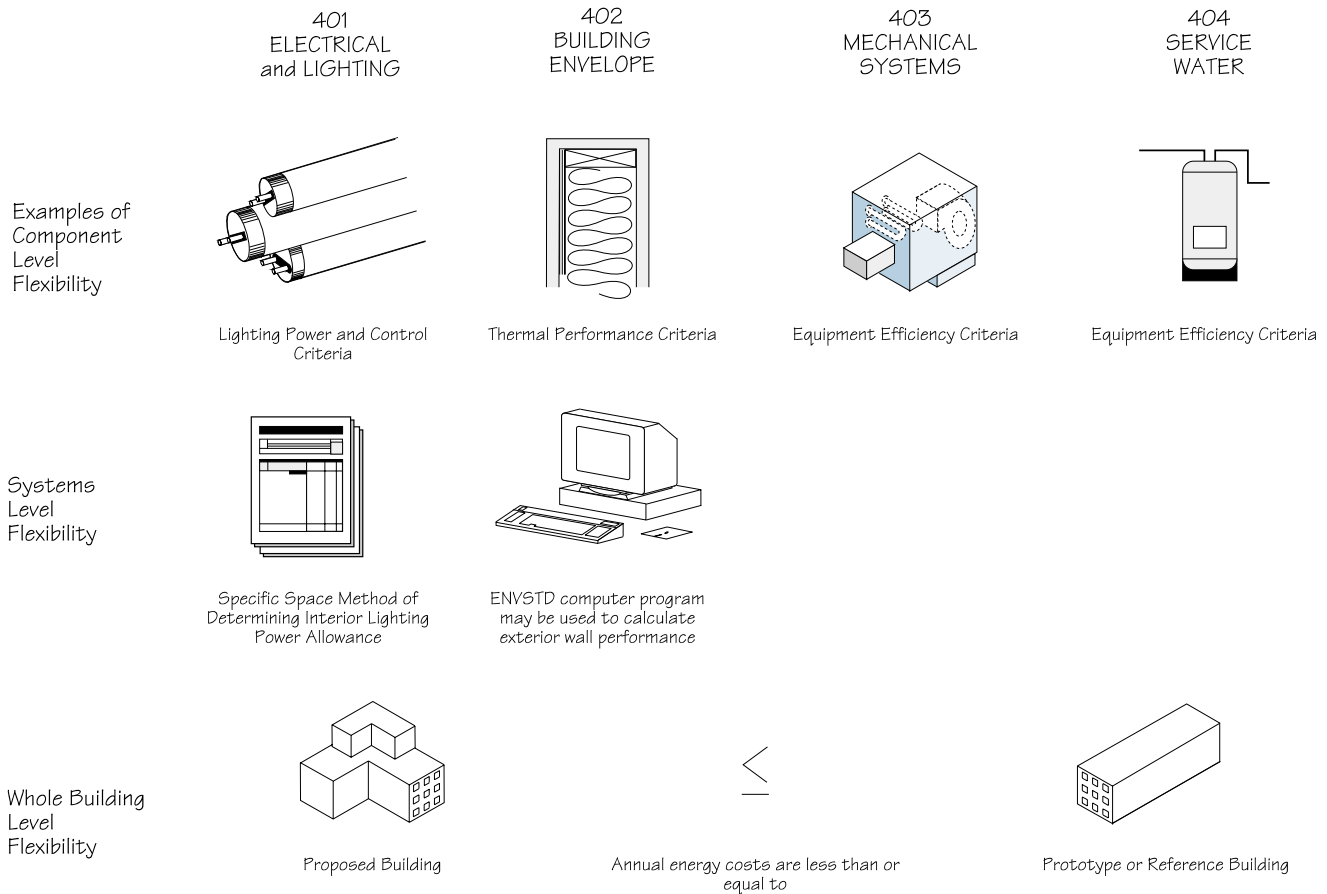 401
ELECTRICAL
and LIGHTING
402
BUILDING
ENVELOPE
403
MECHANICAL
SYSTEMS
404
SERVICE
WATER
Examples of
Component
Level
Flexibility
Lighting Power and Control
Criteria
Thermal Performance Criteria
Equipment Efficiency Criteria
Equipment Efficiency Criteria
Systems
Level
Flexibility
Specific Space Method of
Determining Interior Lighting
Power Allowance
ENVSTD computer program
may be used to calculate
exterior wall performance
Whole Building
Level
Flexibility
≤
Proposed Building
Annual energy costs are less than or
equal to
Prototype or Reference Building